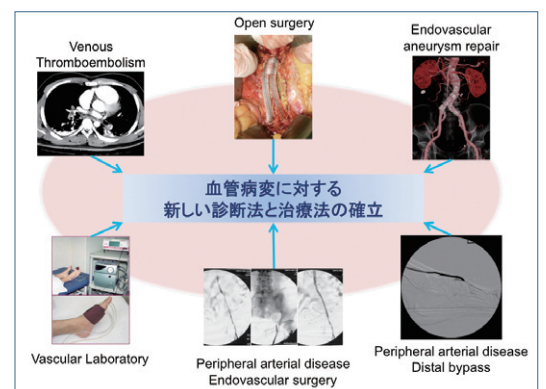 Open surgery
Venous
Thromboembolism
Endovascular
aneurysm repair
血管病変に対する
新しい診断法と治療法の確立
Vascular Laboratory
Peripheral arterial disease
Endovascular surgery
Peripheral arterial disease
Distal bypass